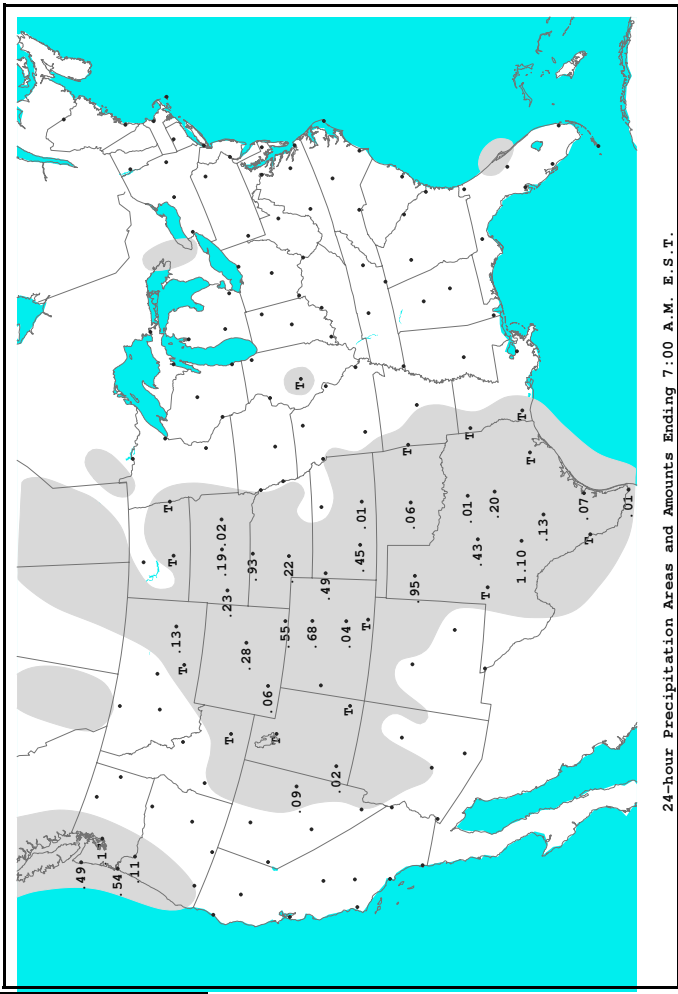 .49
.54
.11
T
T
.13
T
.19 .02
.23
T
.28
.93
.06
T
.55
.22
.09
T
.68
.49
.02
.04
T
.45
.01
T
T
.06
.95
.01
T
.43
T
.20
1.10
T
T
.13
.07
T
.01
24-hour Precipitation Areas and Amounts Ending 7:00 A.M. E.S.T.